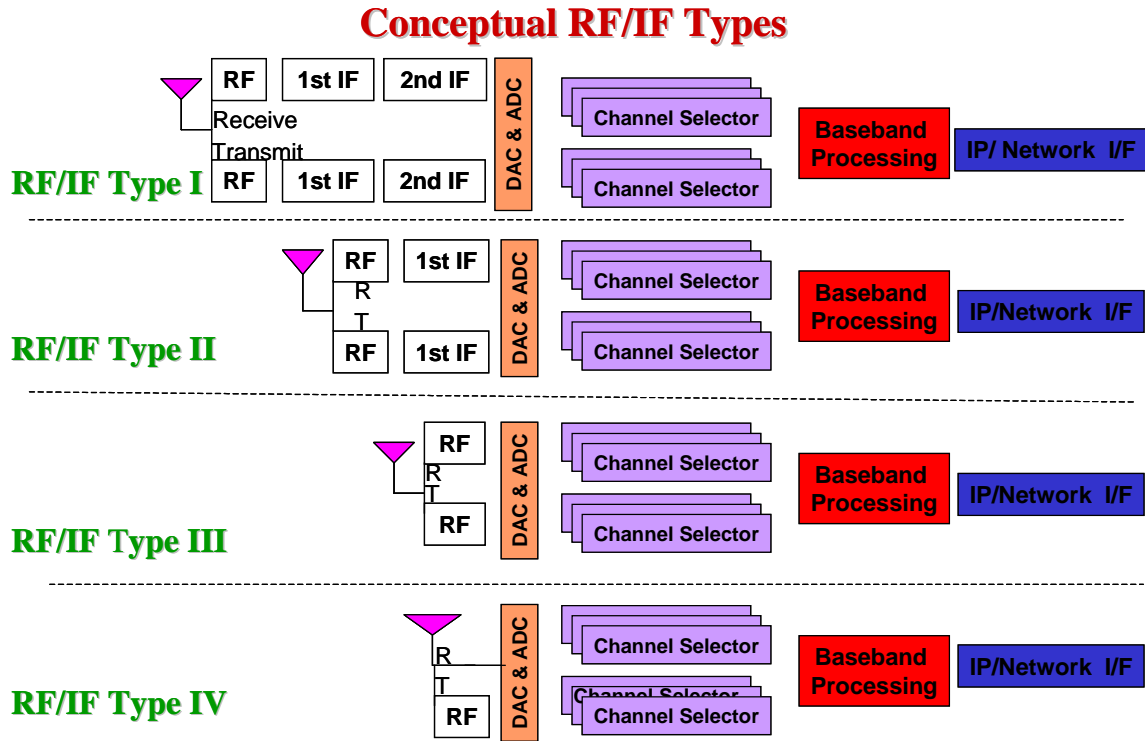 Conceptual RF/IF Types
RF
1st IF
2nd IF
Receive
Transmit
RF
1st IF
2nd IF
DAC & ADC
Channel Selector
Channel Selector
Baseband
Processing
IP/ Network I/F
RF/IF Type I
RF
1st IF
R
T
RF
1st IF
DAC & ADC
Channel Selector
Channel Selector
Baseband
Processing
IP/Network I/F
RF/IF Type II
RF
R
T
RF
DAC & ADC
Channel Selector
Channel Selector
Baseband
Processing
IP/Network I/F
RF/IF Type III
R
T
RF
DAC & ADC
Channel Selector
Channel Selector
Channel Selector
Baseband
Processing
IP/Network I/F
RF/IF Type IV